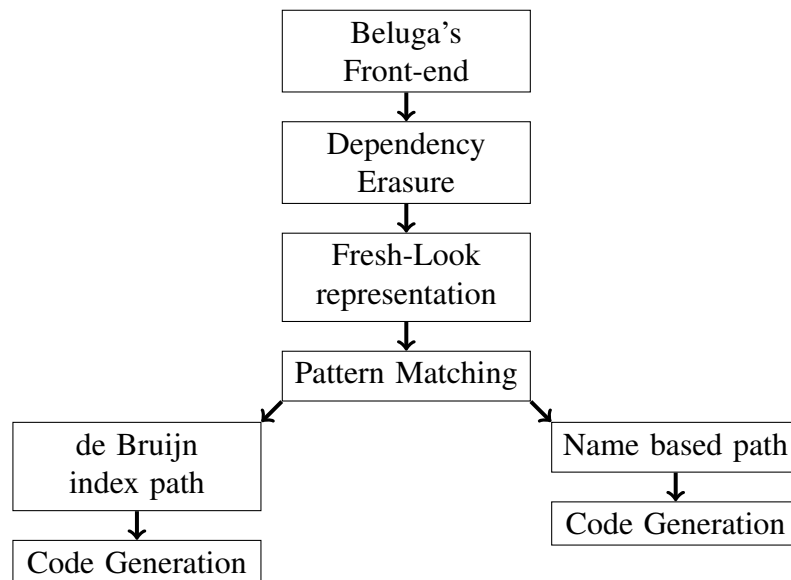 Beluga's
Front-end
Dependency
Erasure
Fresh-Look
representation
Pattern Matching
de Bruijn
index path
Code Generation
Name based path
Code Generation